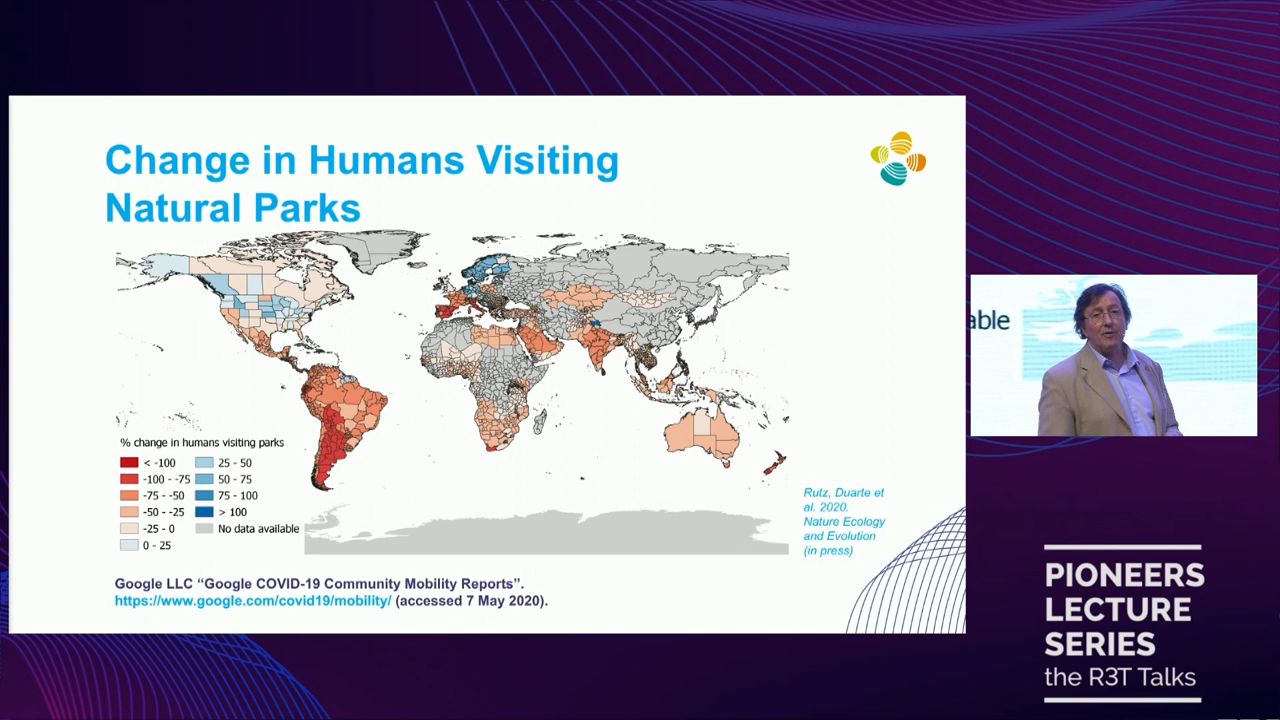 Change in Humans Visiting
Natural Parks
% change in humans visiting parks
< -100
-100 - -75
-75 - -50
-50 - -25
-25 - 0
0 - 25
25 - 50
50 - 75
75 - 100
> 100
No data available
Rutz, Duarte et
al. 2020.
Nature Ecology
and Evolution
(in press)
Google LLC “Google COVID-19 Community Mobility Reports”.
https://www.google.com/covid19/mobility/ (accessed 7 May 2020).
able
PIONEERS
LECTURE
SERIES
the R3T Talks